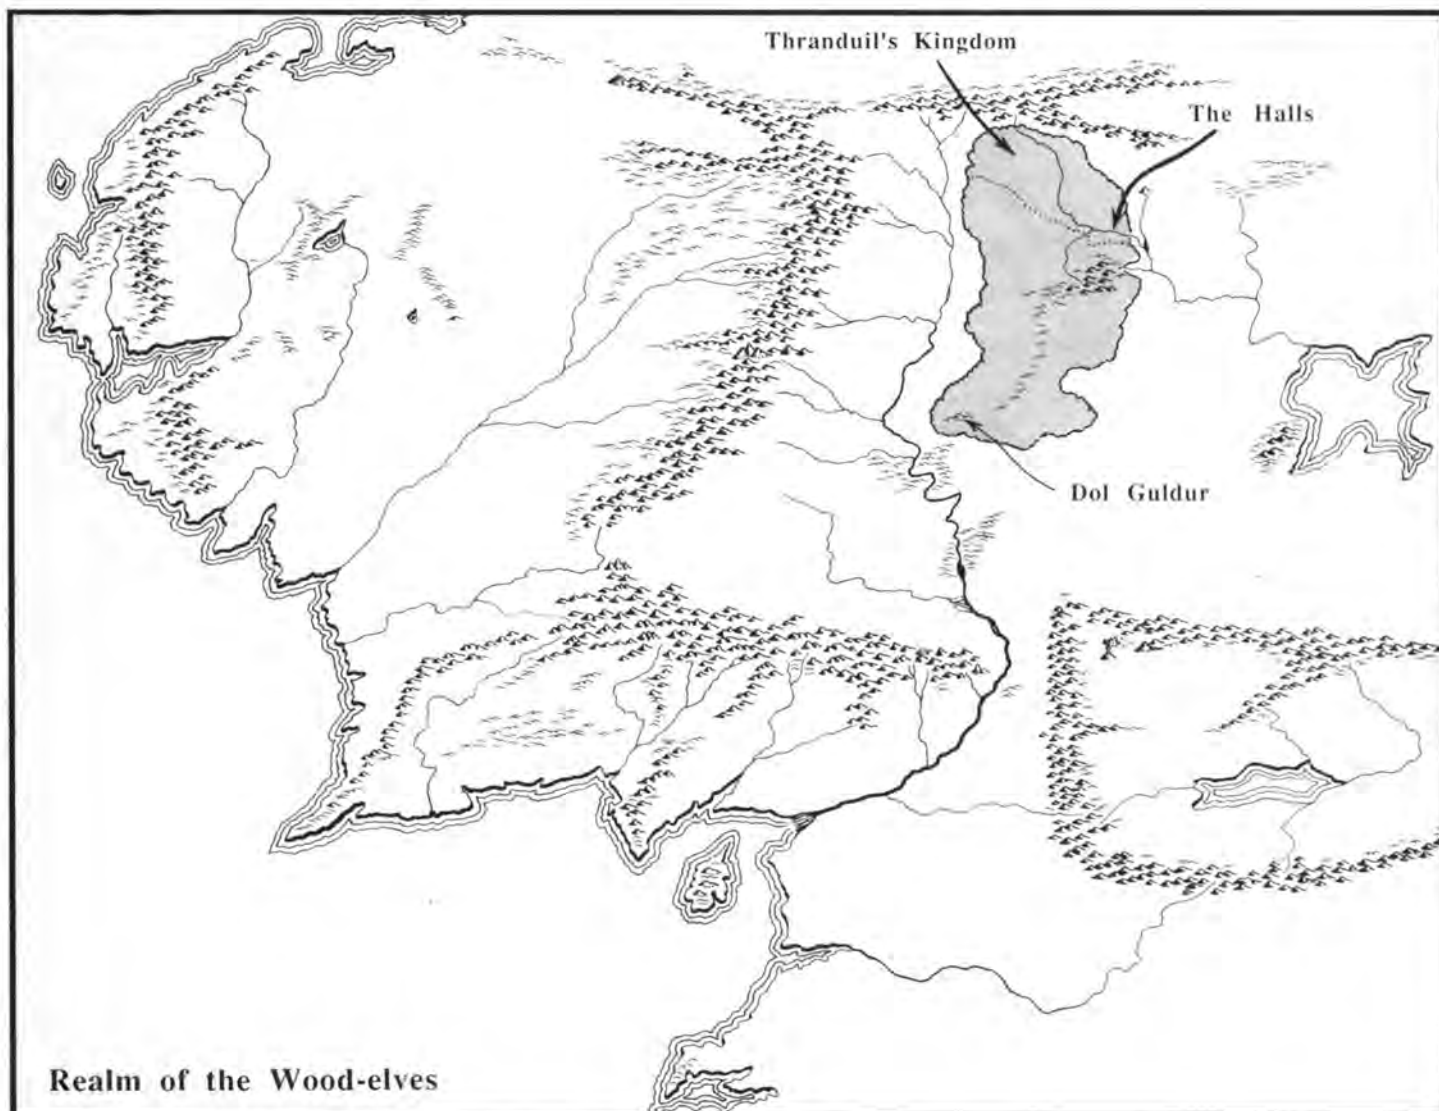 Thranduil's Kingdom
The Halls
Dol Guldur
Realm of the Wood-elves